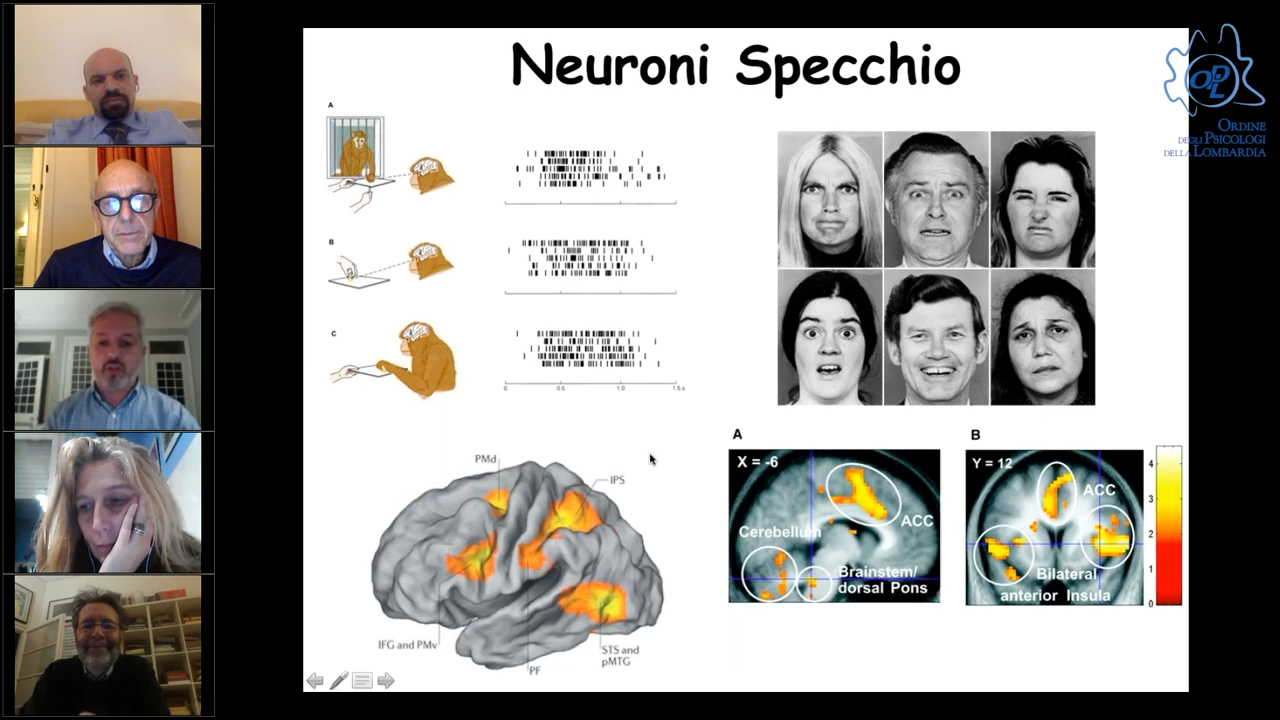 Neuroni Specchio
OPL
ORDINE
DEGLI PSICOLOGI
DELLA LOMBARDIA
A
B
C
0
0.5
1.0
1.5 s
PMd
IPS
IFG and PMv
PF
STS and
pMTG
A
X = -6
ACC
Cerebellum
Brainstem/
dorsal Pons
B
Y = 12
ACC
Bilateral
anterior Insula
4
3
2
1
0